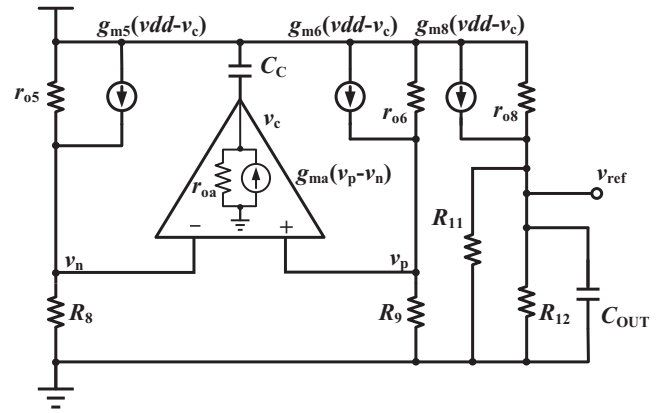 gm5(vdd-vc) gm6(vdd-vc) gm8(vdd-vc)
CC
ro5 ro6 ro8
vc
roa gma(vp-vn)
vref
R11
− +
vn vp
R8 R9 R12 COUT